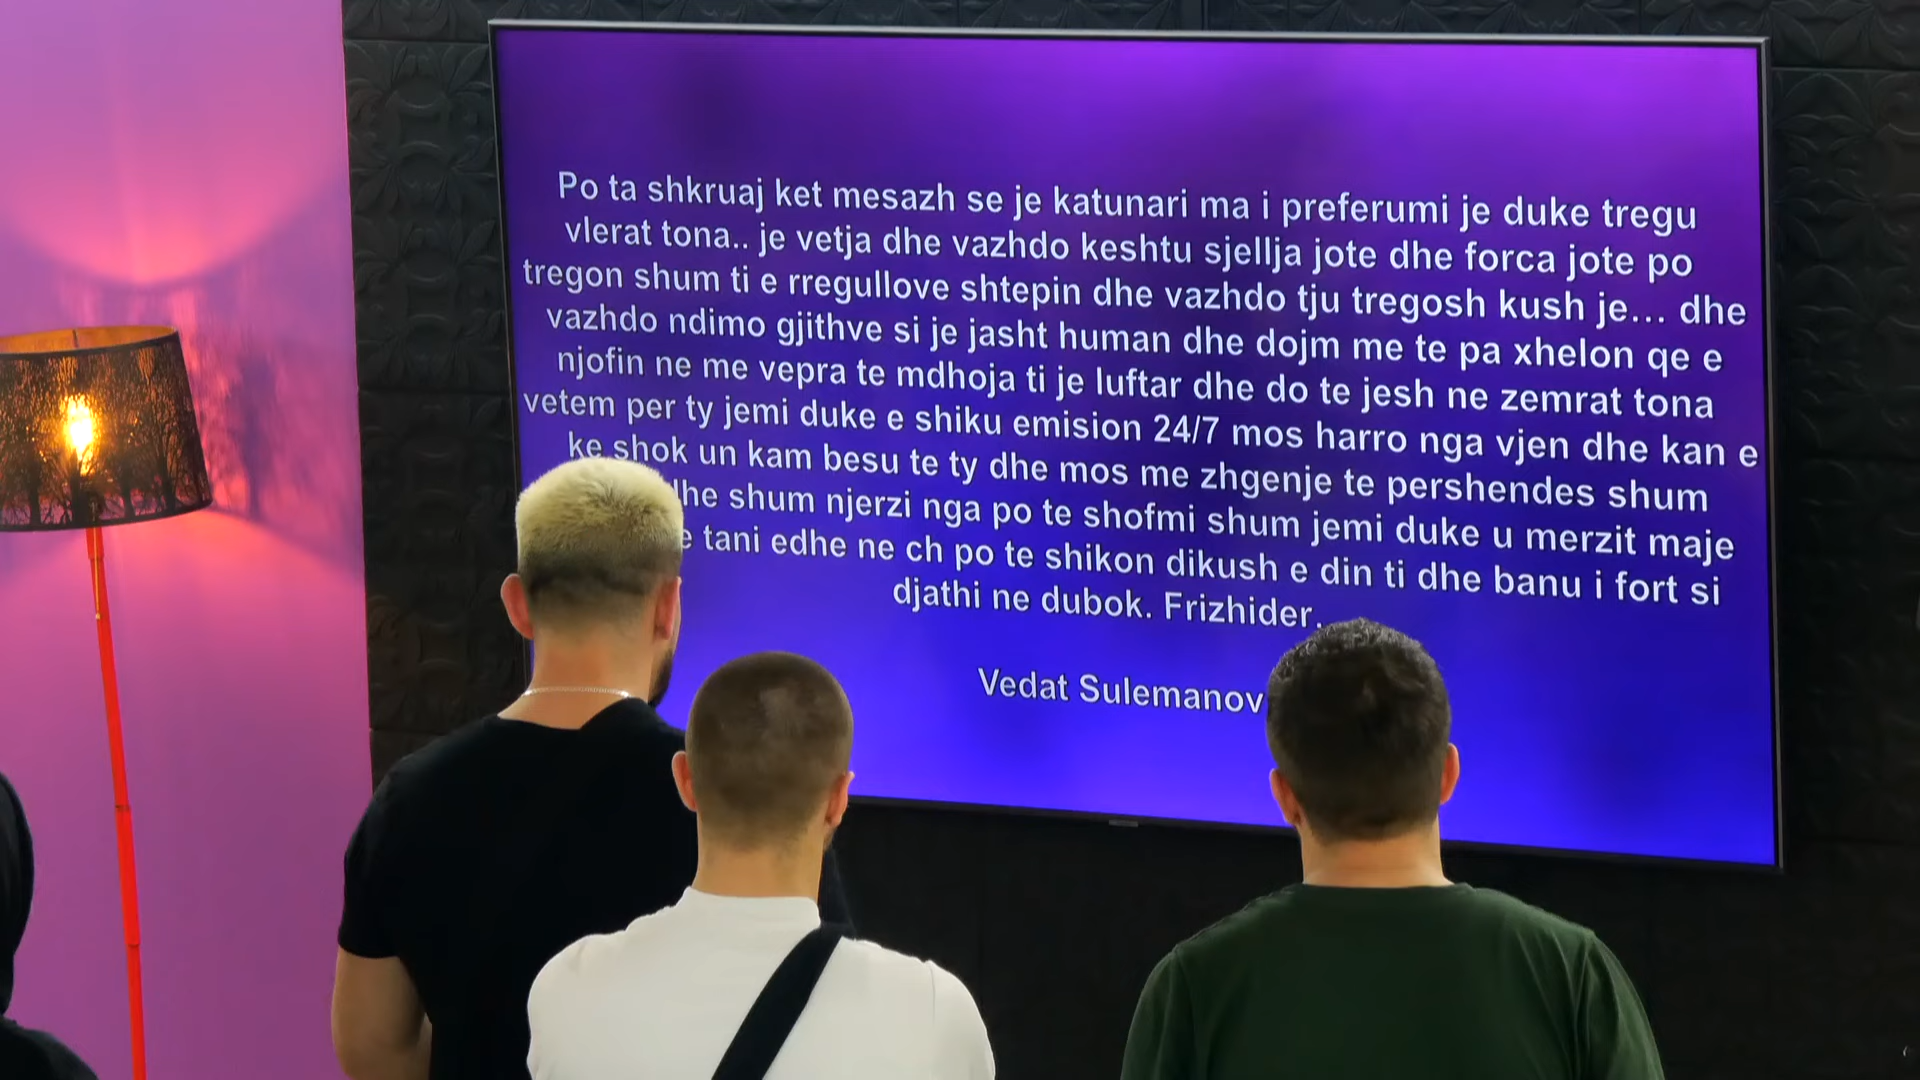 Po ta shkruaj ket mesazh se je katunari ma i preferumi je duke tregu
vlerat tona.. je vetja dhe vazhdo keshtu sjellja jote dhe forca jote po
tregon shum ti e rregullove shtepin dhe vazhdo tju tregosh kush je... dhe
vazhdo ndimo gjithve si je jasht human dhe dojm me te pa xhelon qe e
njofin ne me vepra te mdhoja ti je luftar dhe do te jesh ne zemrat tona
vetem per ty jemi duke e shiku emision 24/7 mos harro nga vjen dhe kan e
ke shok un kam besu te ty dhe mos me zhgenje te pershendes shum
shum njerzi nga po te shofmi shum jemi duke u merzit maje
tani edhe ne ch po te shikon dikush e din ti dhe banu i fort si
djathi ne dubok. Frizhider.
Vedat Sulemanov